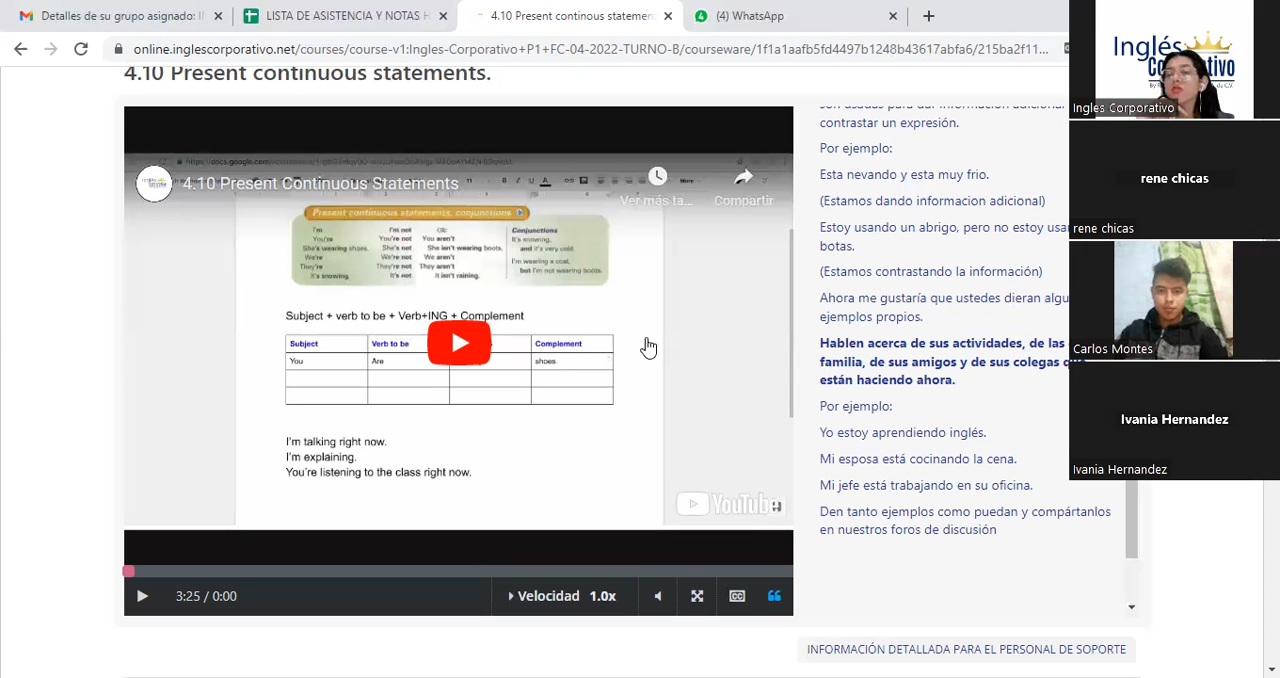 Detalles de su grupo asignado: I
LISTA DE ASISTENCIA Y NOTAS H
4.10 Present continous statemen
(4) WhatsApp
online.inglescorporativo.net/courses/course-v1:Ingles-Corporativo+P1+FC-04-2022-TURNO-B/courseware/1f1a1aafb5fd4497b1248b43617abfa6/215ba2f11...
4.10 Present continuous statements.
4.10 Present Continuous Statements
Ver más ta...
Compartir
Present continuous statements; conjunctions
I'm
I'm not
OR:
Conjunctions
You're
You're not
You aren't
It's snowing,
She's wearing shoes.
She's not
She isn't wearing boots.
and it's very cold.
We're
We're not
We aren't
I'm wearing a coat,
They're
They're not
They aren't
but I'm not wearing boots.
It's snowing.
It's not
It isn't raining.
Subject + verb to be + Verb+ING + Complement
Subject
Verb to be
Complement
You
Are
shoes.
I'm talking right now.
I'm explaining.
You're listening to the class right now.
YouTube
3:25 / 0:00
Velocidad 1.0x
son usadas para dar información adicional
contrastar un expresión.
Por ejemplo:
Esta nevando y esta muy frio.
(Estamos dando informacion adicional)
Estoy usando un abrigo, pero no estoy usan
botas.
(Estamos contrastando la información)
Ahora me gustaría que ustedes dieran algu
ejemplos propios.
Hablen acerca de sus actividades, de las
familia, de sus amigos y de sus colegas que
están haciendo ahora.
Por ejemplo:
Yo estoy aprendiendo inglés.
Mi esposa está cocinando la cena.
Mi jefe está trabajando en su oficina.
Den tanto ejemplos como puedan y compártanlos
en nuestros foros de discusión
INFORMACIÓN DETALLADA PARA EL PERSONAL DE SOPORTE
Inglés
Ingles Corporativo
rene chicas
rene chicas
Carlos Montes
Ivania Hernandez
Ivania Hernandez